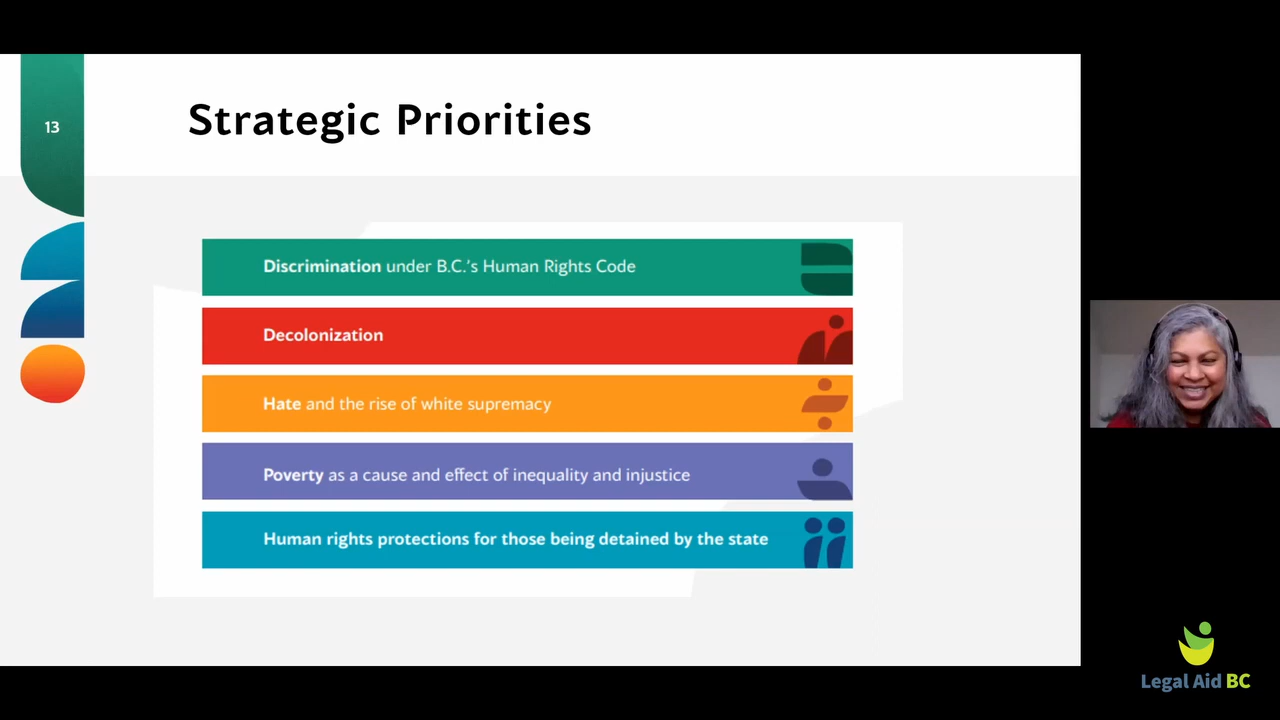 13
Strategic Priorities
Discrimination under B.C.'s Human Rights Code
Decolonization
Hate and the rise of white supremacy
Poverty as a cause and effect of inequality and injustice
Human rights protections for those being detained by the state
Legal Aid BC